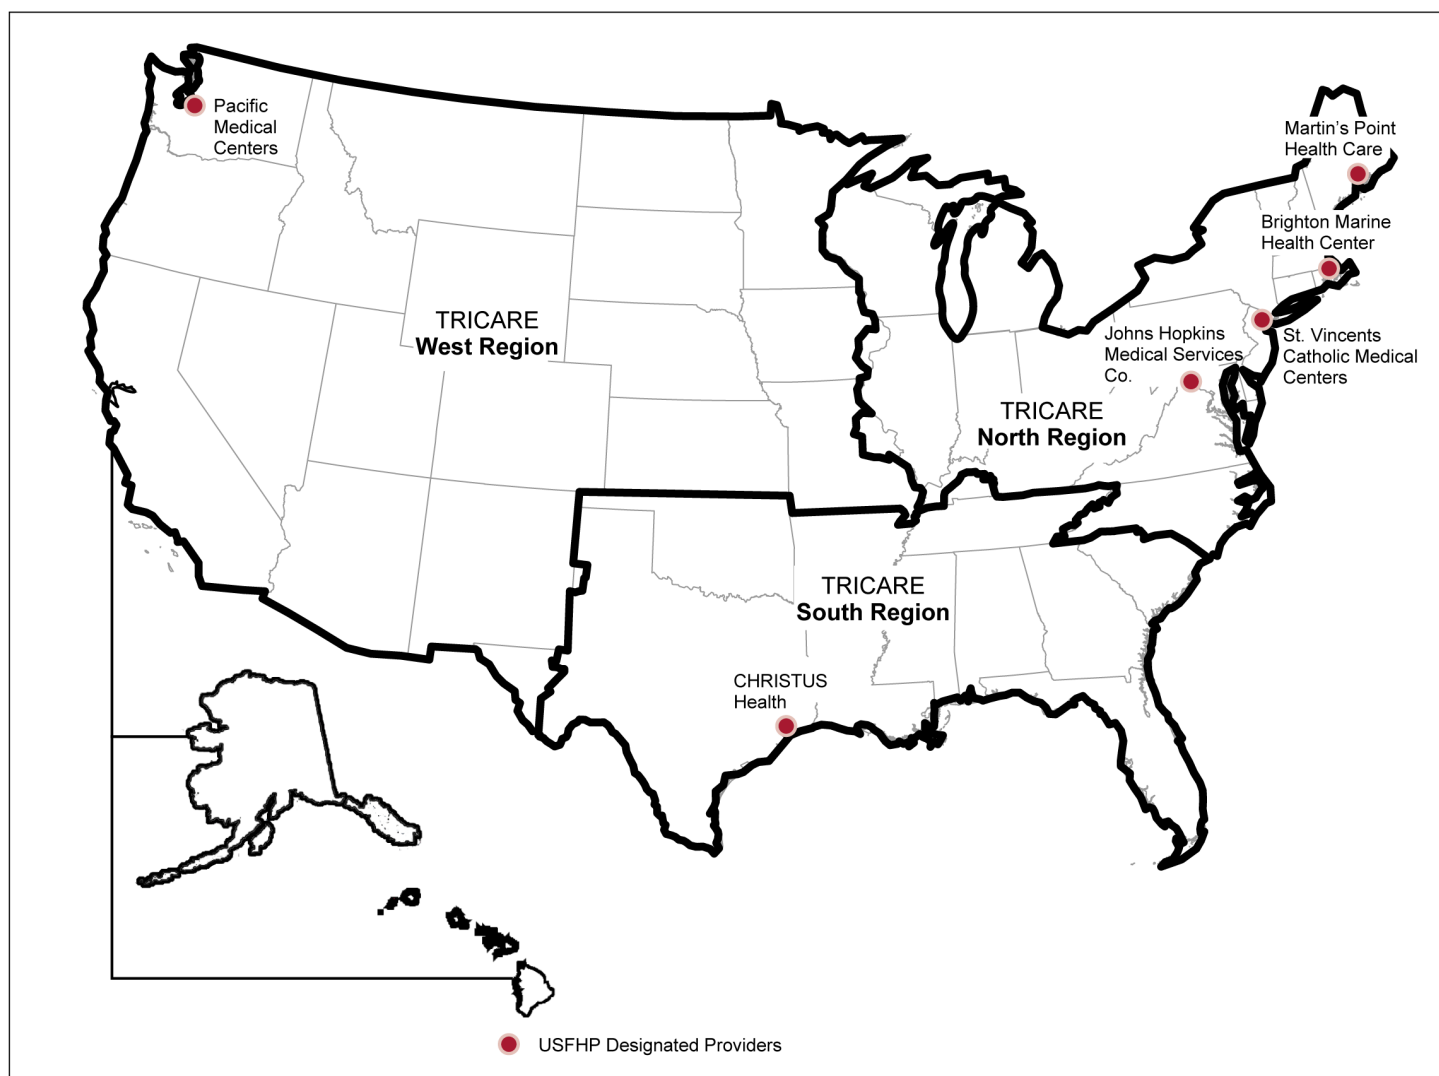 Pacific
Medical
Centers
Martin’s Point
Health Care
Brighton Marine
Health Center
TRICARE
West Region
Johns Hopkins
Medical Services
Co.
St. Vincents
Catholic Medical
Centers
TRICARE
North Region
TRICARE
South Region
CHRISTUS
Health
USFHP Designated Providers